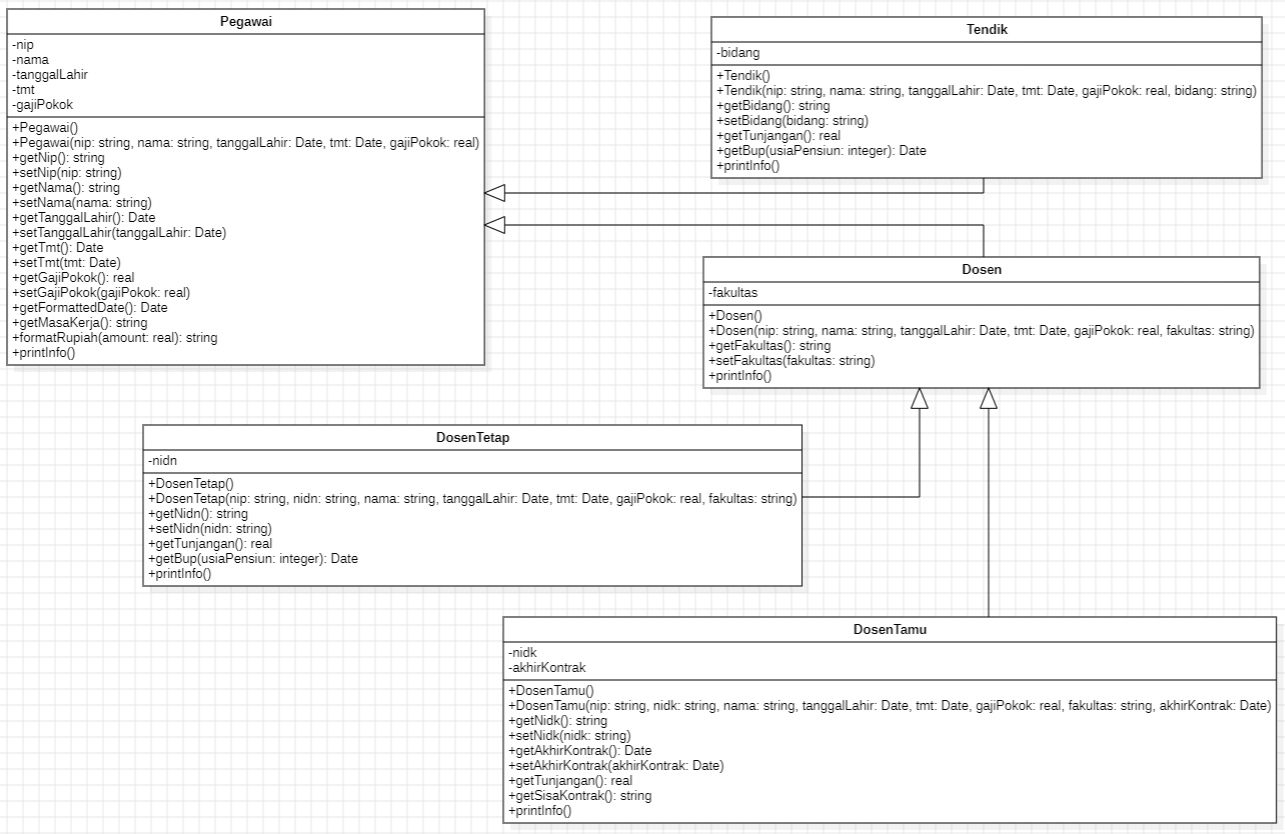 Pegawai
-nip
-nama
-tanggalLahir
-tmt
-gajiPokok
+Pegawai()
+Pegawai(nip: string, nama: string, tanggalLahir: Date, tmt: Date, gajiPokok: real)
+getNip(): string
+setNip(nip: string)
+getNama(): string
+setNama(nama: string)
+getTanggalLahir(): Date
+setTanggalLahir(tanggalLahir: Date)
+getTmt(): Date
+setTmt(tmt: Date)
+getGajiPokok(): real
+setGajiPokok(gajiPokok: real)
+getFormattedDate(): Date
+getMasaKerja(): string
+formatRupiah(amount: real): string
+printInfo()
Tendik
-bidang
+Tendik()
+Tendik(nip: string, nama: string, tanggalLahir: Date, tmt: Date, gajiPokok: real, bidang: string)
+getBidang(): string
+setBidang(bidang: string)
+getTunjangan(): real
+getBup(usiaPensiun: integer): Date
+printInfo()
Dosen
-fakultas
+Dosen()
+Dosen(nip: string, nama: string, tanggalLahir: Date, tmt: Date, gajiPokok: real, fakultas: string)
+getFakultas(): string
+setFakultas(fakultas: string)
+printInfo()
DosenTetap
-nidn
+DosenTetap()
+DosenTetap(nip: string, nidn: string, nama: string, tanggalLahir: Date, tmt: Date, gajiPokok: real, fakultas: string)
+getNidn(): string
+setNidn(nidn: string)
+getTunjangan(): real
+getBup(usiaPensiun: integer): Date
+printInfo()
DosenTamu
-nidk
-akhirKontrak
+DosenTamu()
+DosenTamu(nip: string, nidk: string, nama: string, tanggalLahir: Date, tmt: Date, gajiPokok: real, fakultas: string, akhirKontrak: Date)
+getNidk(): string
+setNidk(nidk: string)
+getAkhirKontrak(): Date
+setAkhirKontrak(akhirKontrak: Date)
+getTunjangan(): real
+getSisaKontrak(): string
+printInfo()